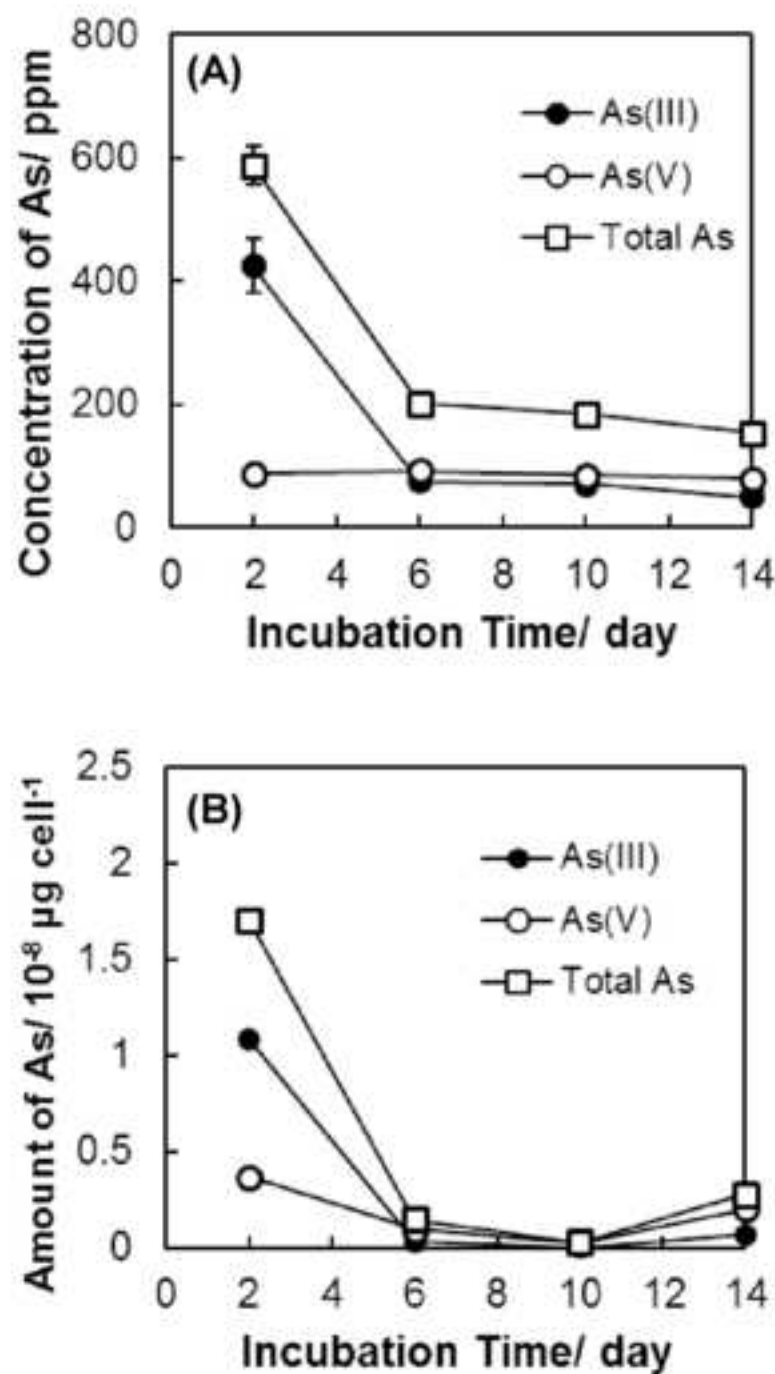 (A)
As(III)
As(V)
Total As
Concentration of As/ ppm
800
600
400
200
0
0 2 4 6 8 10 12 14
Incubation Time/ day
(B)
As(III)
As(V)
Total As
Amount of As/ 10⁻⁸ µg cell⁻¹
2.5
2
1.5
1
0.5
0
0 2 4 6 8 10 12 14
Incubation Time/ day